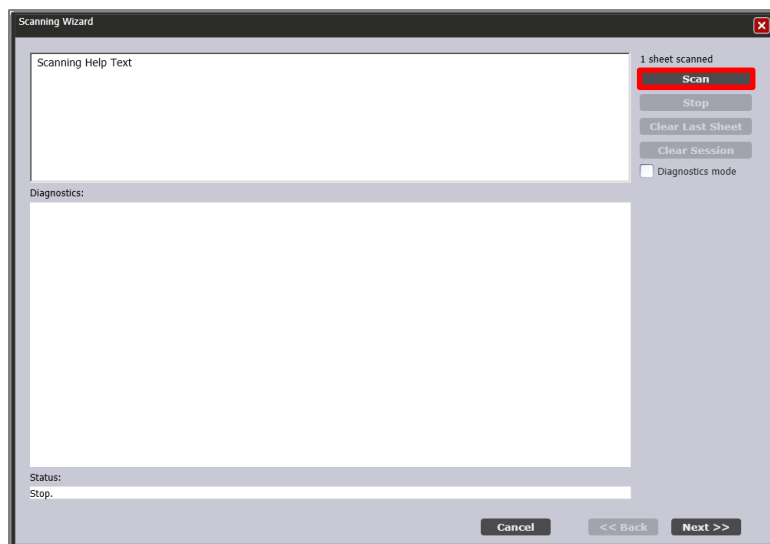 Scanning Wizard
Scanning Help Text
1 sheet scanned
Scan
Stop
Clear Last Sheet
Clear Session
Diagnostics mode
Diagnostics:
Status:
Stop.
Cancel
<< Back
Next >>